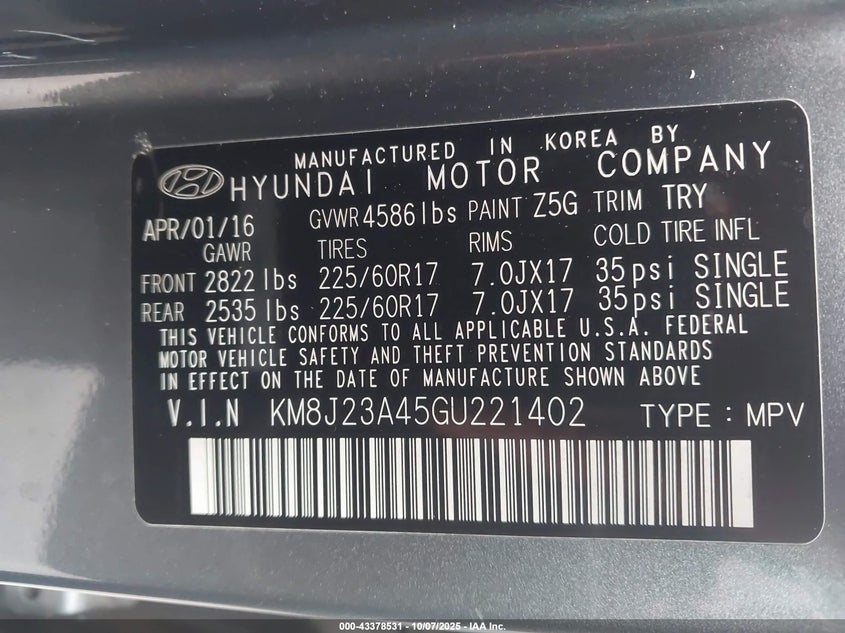 MANUFACTURED IN KOREA BY
HYUNDAI MOTOR COMPANY
APR/01/16 GVWR 4586 lbs PAINT Z5G TRIM TRY
GAWR TIRES RIMS COLD TIRE INFL
FRONT 2822 lbs 225/60R17 7.0JX17 35psi SINGLE
REAR 2535 lbs 225/60R17 7.0JX17 35psi SINGLE
THIS VEHICLE CONFORMS TO ALL APPLICABLE U.S.A. FEDERAL
MOTOR VEHICLE SAFETY AND THEFT PREVENTION STANDARDS
IN EFFECT ON THE DATE OF MANUFACTURE SHOWN ABOVE.
V.I.N KM8J23A45GU221402 TYPE : MPV
000-43378531 - 10/07/2025 - IAA Inc.